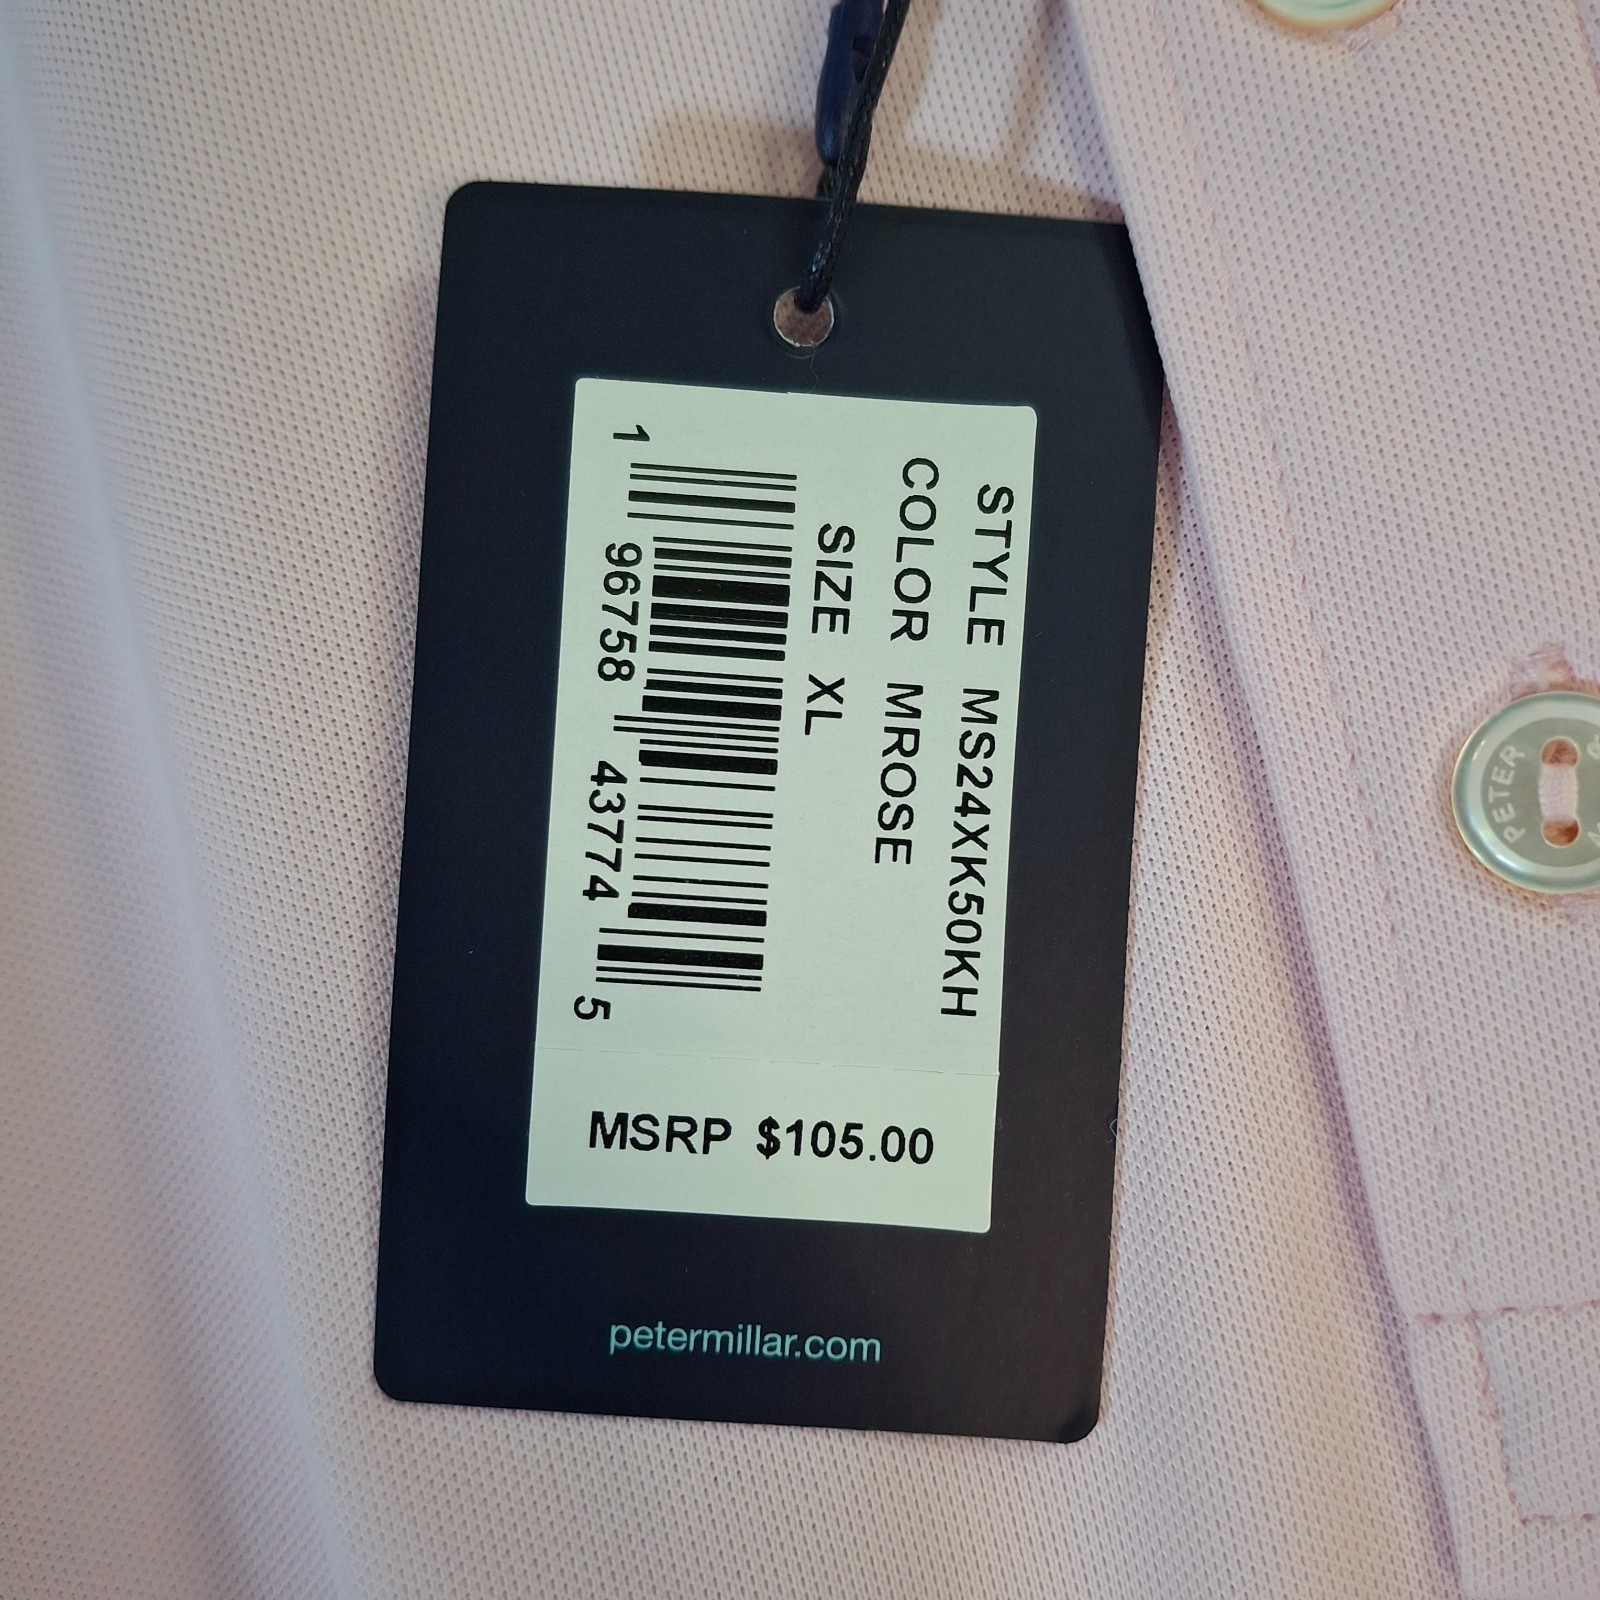 STYLE MS24XK50KH
COLOR MROSE
SIZE XL
1 96758 43774 5
MSRP $105.00
petermillar.com
PETER